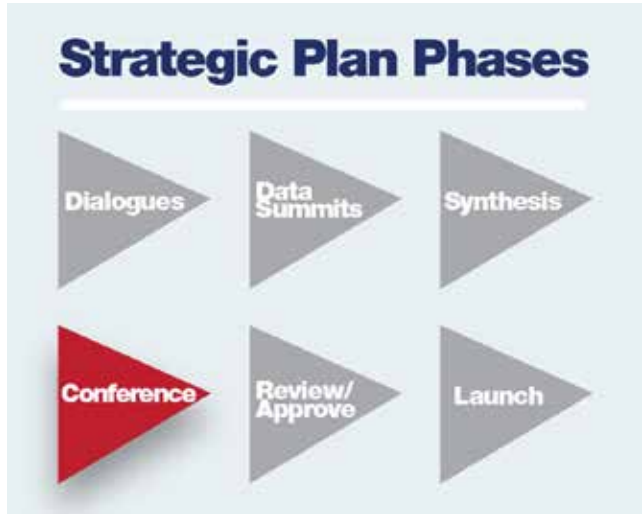 Strategic Plan Phases
Dialogues
Data
Summits
Synthesis
Conference
Review/
Approve
Launch